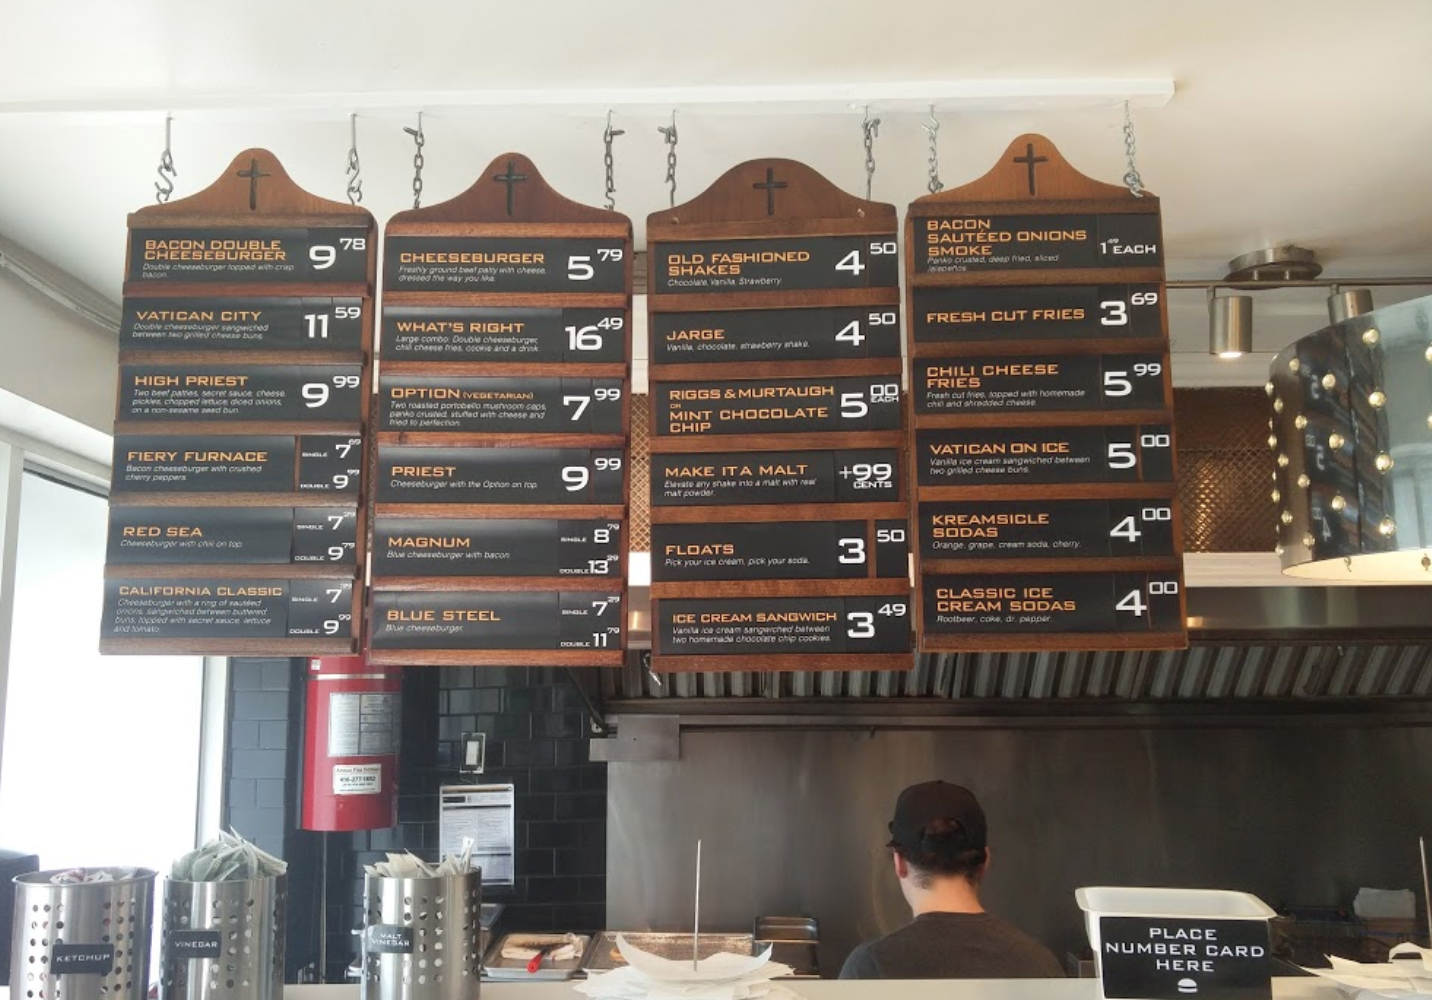 BACON DOUBLE
CHEESEBURGER 9 78
Double cheeseburger topped with crisp
bacon.
VATICAN CITY 11 59
Double cheeseburger sangwiched
between two grilled cheese buns.
HIGH PRIEST 9 99
Two beef patties, secret sauce, cheese,
pickles, chopped lettuce, diced onions,
on a non-sesame seed bun.
FIERY FURNACE SINGLE 7 69
Bacon cheeseburger with crushed
cherry peppers.
DOUBLE 9 99
RED SEA SINGLE 7 29
Cheeseburger with chili on top.
DOUBLE 9 79
CALIFORNIA CLASSIC SINGLE 7
Cheeseburger with a ring of sautéed
onions, sangwiched between buttered
buns, topped with secret sauce, lettuce
and tomato.
DOUBLE 9 99
CHEESEBURGER 5 79
Freshly ground beef patty with cheese,
dressed the way you like.
WHAT'S RIGHT 16 49
Large combo: Double cheeseburger,
chili cheese fries, cookie and a drink.
OPTION (VEGETARIAN) 7 99
Two roasted portobello mushroom caps,
panko crusted, stuffed with cheese and
fried to perfection.
PRIEST 9 99
Cheeseburger with the Option on top.
MAGNUM SINGLE 8 79
Blue cheeseburger with bacon.
DOUBLE 13 29
BLUE STEEL SINGLE 7 29
Blue cheeseburger.
DOUBLE 11 79
OLD FASHIONED
SHAKES 4 50
Chocolate, Vanilla, Strawberry
JARGE 4 50
Vanilla, chocolate, strawberry shake.
RIGGS & MURTAUGH
OR
MINT CHOCOLATE
CHIP
5 00 EACH
MAKE IT A MALT +99 CENTS
Elevate any shake into a malt with real
malt powder.
FLOATS 3 50
Pick your ice cream, pick your soda.
ICE CREAM SANGWICH 3 49
Vanilla ice cream sangwiched between
two homemade chocolate chip cookies.
BACON
SAUTÉED ONIONS
SMOKE
1 49 EACH
Panko crusted, deep fried, sliced
jalapeños.
FRESH CUT FRIES 3 69
CHILI CHEESE
FRIES 5 99
Fresh cut fries, topped with homemade
chili and shredded cheese.
VATICAN ON ICE 5 00
Vanilla ice cream sangwiched between
two grilled cheese buns.
KREAMSICLE
SODAS 4 00
Orange, grape, cream soda, cherry.
CLASSIC ICE
CREAM SODAS 4 00
Rootbeer, coke, dr. pepper.
KETCHUP
VINEGAR
MALT
VINEGAR
PLACE
NUMBER CARD
HERE